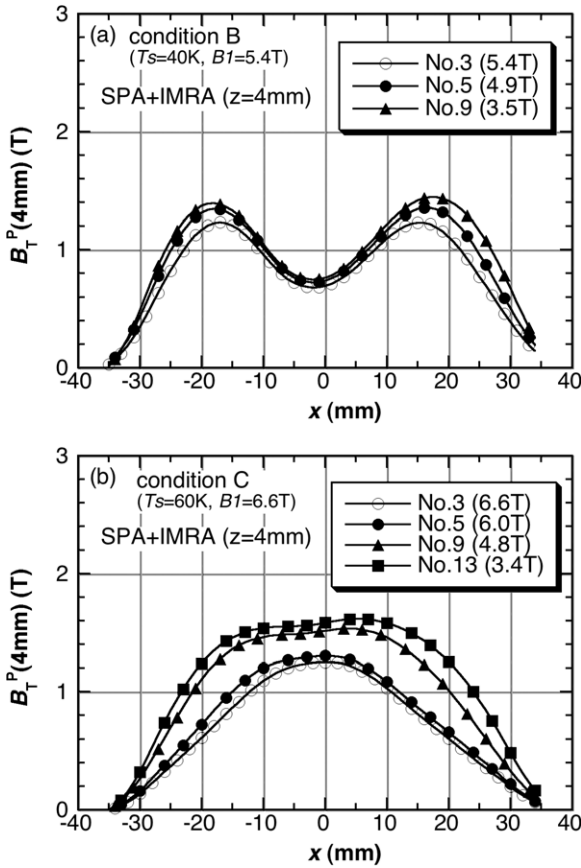 (a) condition B
(Ts=40K, B1=5.4T)
SPA+IMRA (z=4mm)
No.3 (5.4T)
No.5 (4.9T)
No.9 (3.5T)
B_T^P(4mm) (T)
3
2
1
0
-40 -30 -20 -10 0 10 20 30 40
x (mm)
(b) condition C
(Ts=60K, B1=6.6T)
SPA+IMRA (z=4mm)
No.3 (6.6T)
No.5 (6.0T)
No.9 (4.8T)
No.13 (3.4T)
B_T^P(4mm) (T)
3
2
1
0
-40 -30 -20 -10 0 10 20 30 40
x (mm)